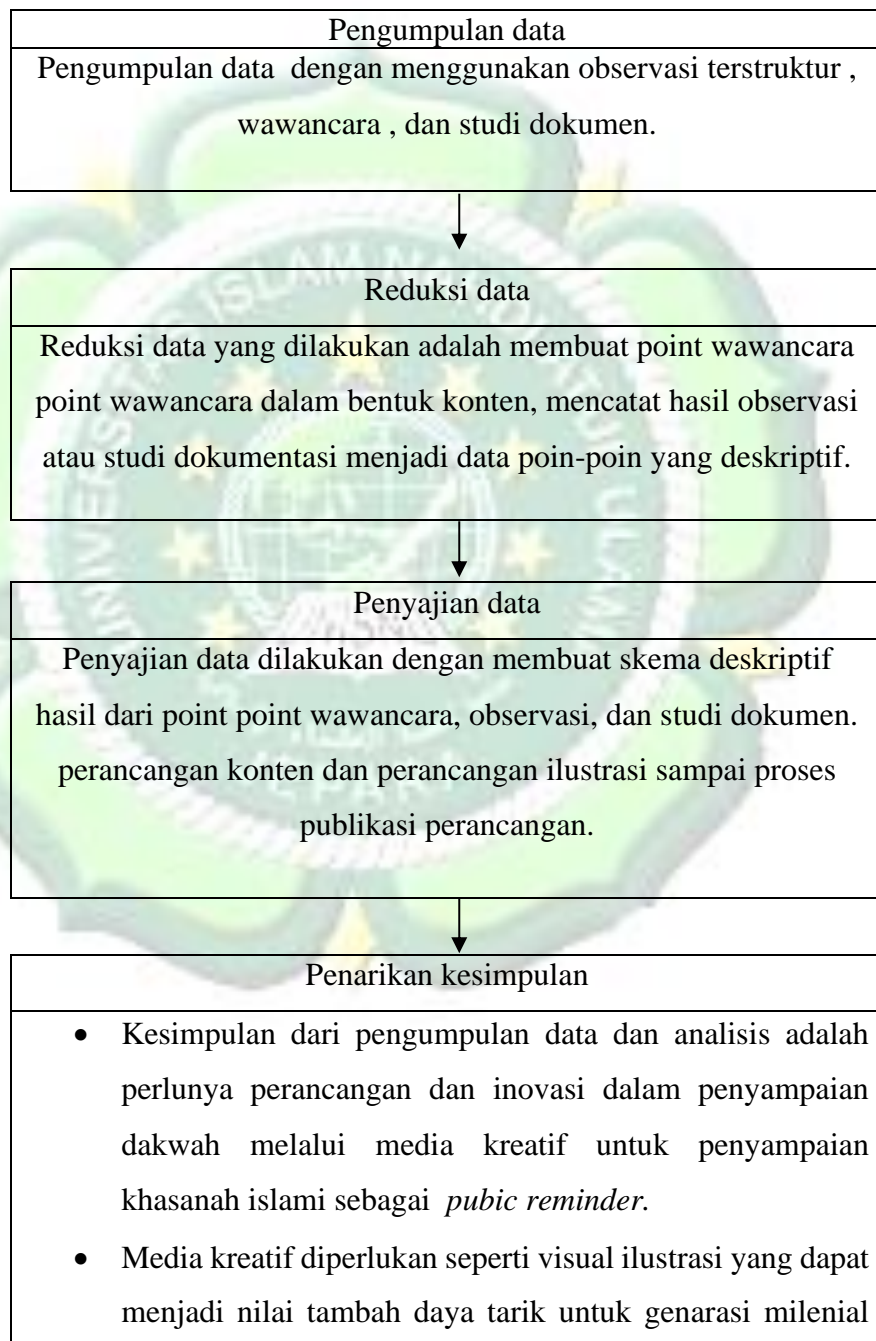 Pengumpulan data
Pengumpulan data dengan menggunakan observasi terstruktur ,
wawancara , dan studi dokumen.
Reduksi data
Reduksi data yang dilakukan adalah membuat point wawancara
point wawancara dalam bentuk konten, mencatat hasil observasi
atau studi dokumentasi menjadi data poin-poin yang deskriptif.
Penyajian data
Penyajian data dilakukan dengan membuat skema deskriptif
hasil dari point point wawancara, observasi, dan studi dokumen.
perancangan konten dan perancangan ilustrasi sampai proses
publikasi perancangan.
Penarikan kesimpulan
• Kesimpulan dari pengumpulan data dan analisis adalah
perlunya perancangan dan inovasi dalam penyampaian
dakwah melalui media kreatif untuk penyampaian
khasanah islami sebagai pubic reminder.
• Media kreatif diperlukan seperti visual ilustrasi yang dapat
menjadi nilai tambah daya tarik untuk genarasi milenial